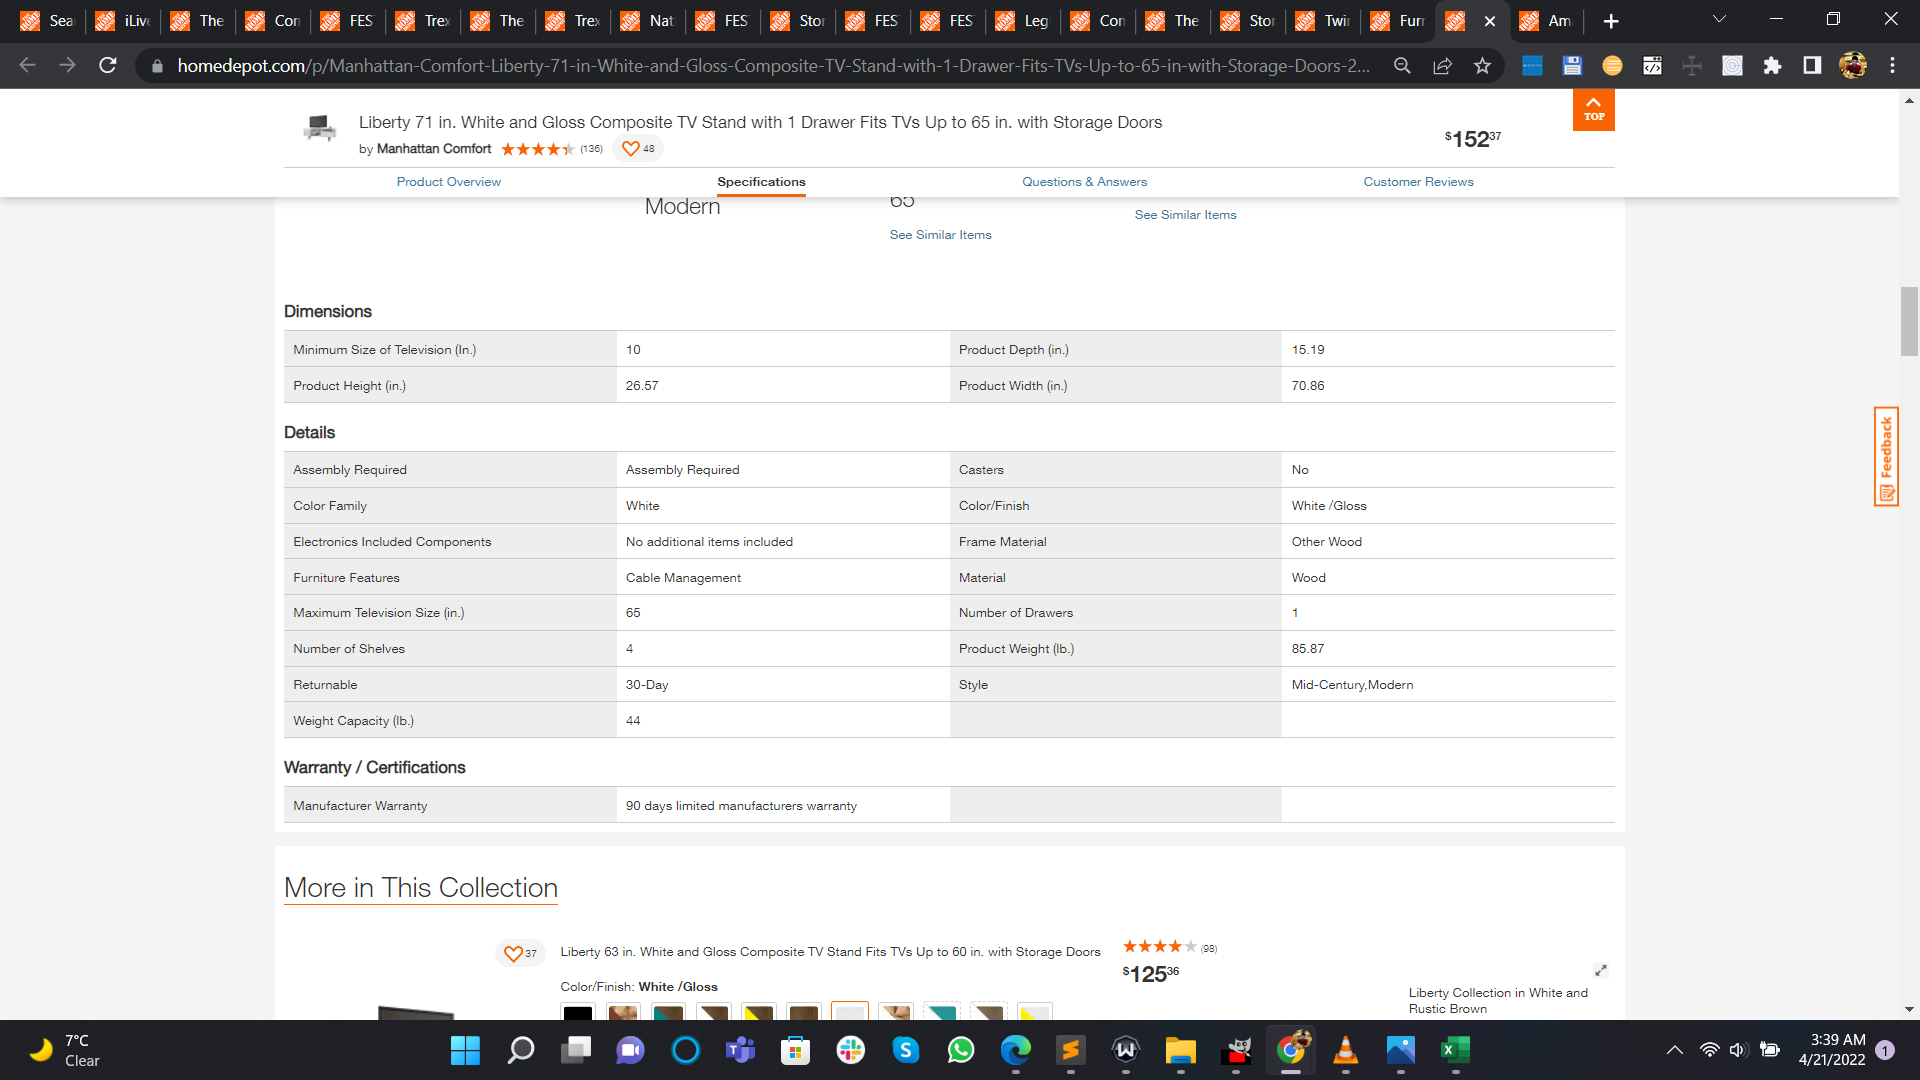 Sea
iLive
The
Con
FES
Trex
The
Trex
Nat
FES
Stor
FES
FES
Leg
Con
The
Stor
Twin
Furn
Am
homedepot.com/p/Manhattan-Comfort-Liberty-71-in-White-and-Gloss-Composite-TV-Stand-with-1-Drawer-Fits-TVs-Up-to-65-in-with-Storage-Doors-2...
TOP
Liberty 71 in. White and Gloss Composite TV Stand with 1 Drawer Fits TVs Up to 65 in. with Storage Doors
by Manhattan Comfort (136) 48
$152 37
Product Overview
Specifications
Questions & Answers
Customer Reviews
Modern
65
See Similar Items
See Similar Items
Dimensions
Minimum Size of Television (In.) 10 Product Depth (in.) 15.19
Product Height (in.) 26.57 Product Width (in.) 70.86
Details
Assembly Required Assembly Required Casters No
Color Family White Color/Finish White /Gloss
Electronics Included Components No additional items included Frame Material Other Wood
Furniture Features Cable Management Material Wood
Maximum Television Size (in.) 65 Number of Drawers 1
Number of Shelves 4 Product Weight (lb.) 85.87
Returnable 30-Day Style Mid-Century,Modern
Weight Capacity (lb.) 44
Warranty / Certifications
Manufacturer Warranty 90 days limited manufacturers warranty
Feedback
More in This Collection
37
Liberty 63 in. White and Gloss Composite TV Stand Fits TVs Up to 60 in. with Storage Doors
(98)
$125 36
Color/Finish: White /Gloss
Liberty Collection in White and
Rustic Brown
7°C
Clear
3:39 AM
4/21/2022
1